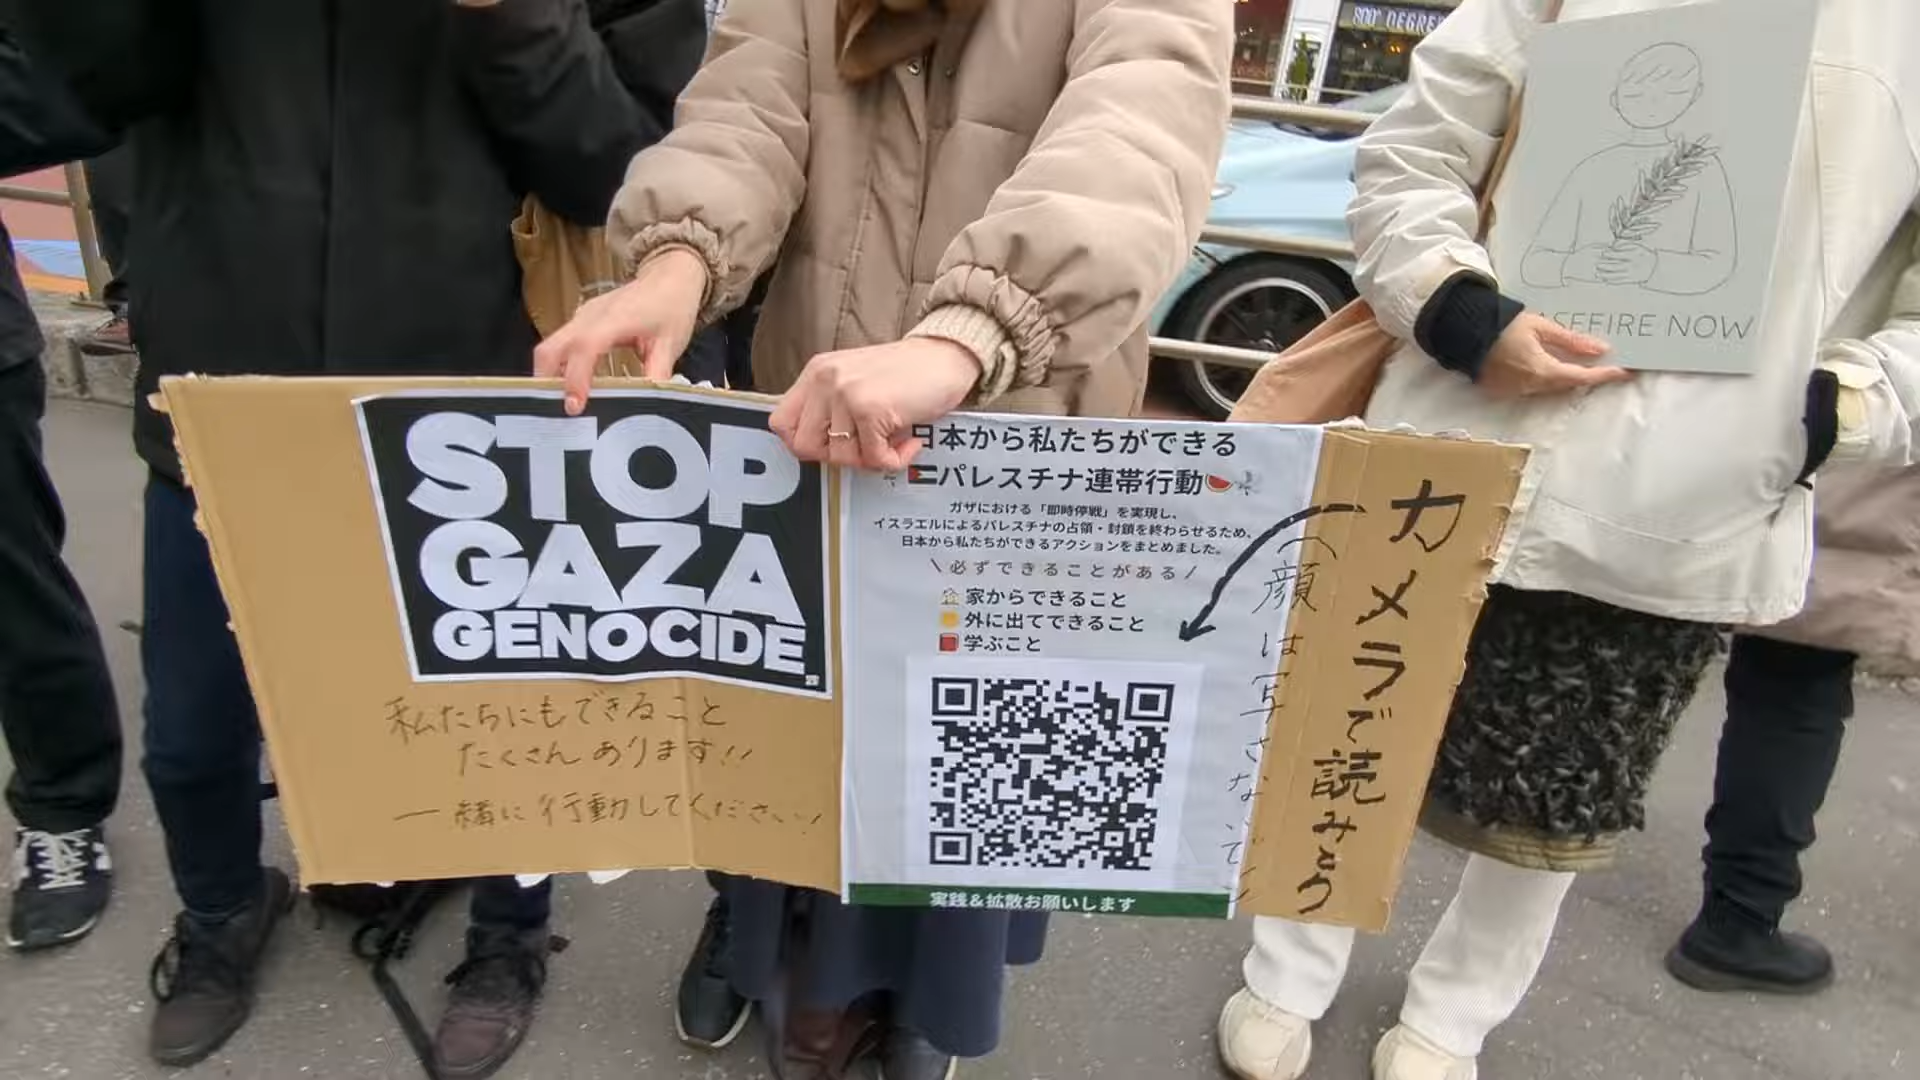 STOP
GAZA
GENOCIDE
私たちにもできること
たくさんあります!!
一緒に行動してください!
日本から私たちができる
パレスチナ連帯行動
ガザにおける「即時停戦」を実現し、
イスラエルによるパレスチナの占領・封鎖を終わらせるため、
日本から私たちができるアクションをまとめました。
\ 必ずできることがある /
家からできること
外に出てできること
学ぶこと
実践&拡散お願いします
カメラで読みとり
(顔は写さないで)
ASEFIRE NOW
800° DEGRE